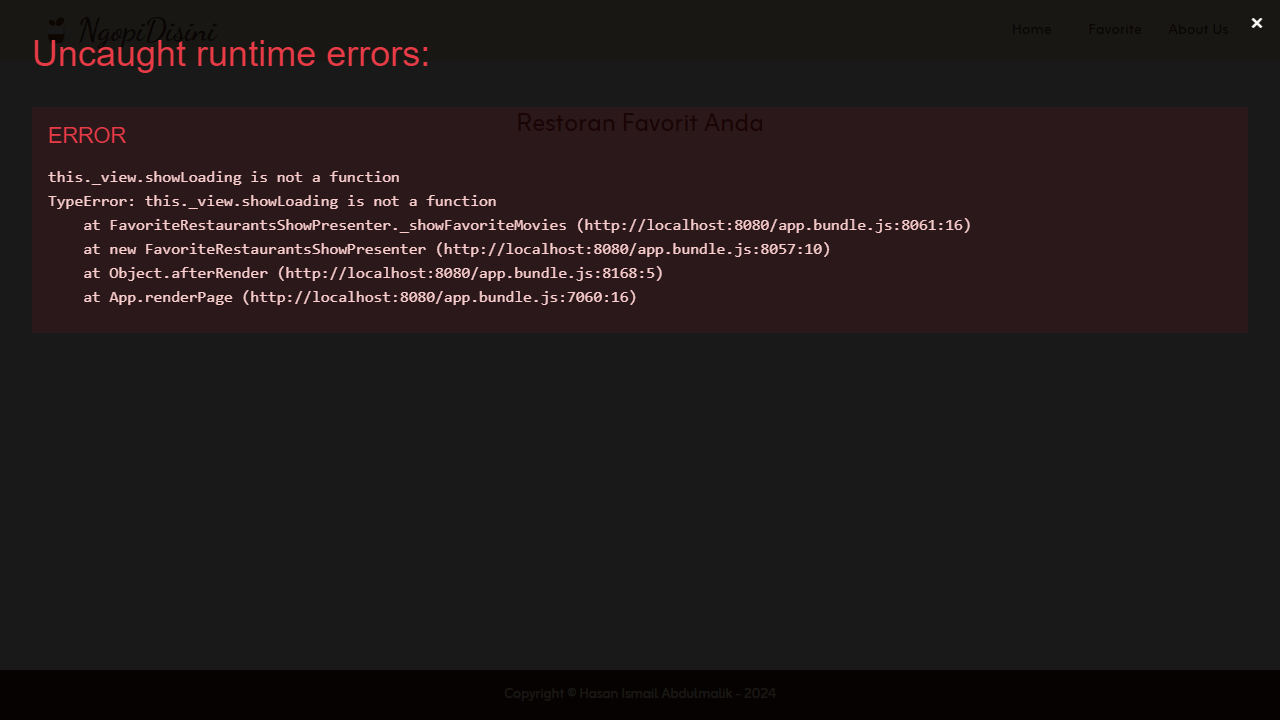 NgopiDisini
Home Favorite About Us
×
Uncaught runtime errors:
Restoran Favorit Anda
ERROR
this._view.showLoading is not a function
TypeError: this._view.showLoading is not a function
    at FavoriteRestaurantsShowPresenter._showFavoriteMovies (http://localhost:8080/app.bundle.js:8061:16)
    at new FavoriteRestaurantsShowPresenter (http://localhost:8080/app.bundle.js:8057:10)
    at Object.afterRender (http://localhost:8080/app.bundle.js:8168:5)
    at App.renderPage (http://localhost:8080/app.bundle.js:7060:16)
Copyright © Hasan Ismail Abdulmalik - 2024